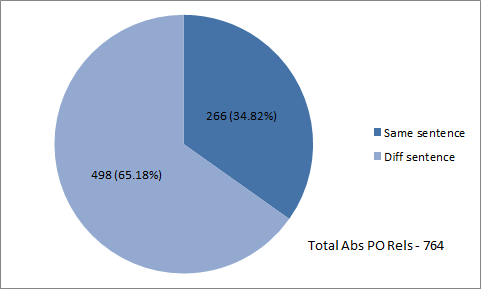 266 (34.82%)
Same sentence
Diff sentence
498 (65.18%)
Total Abs PO Rels - 764